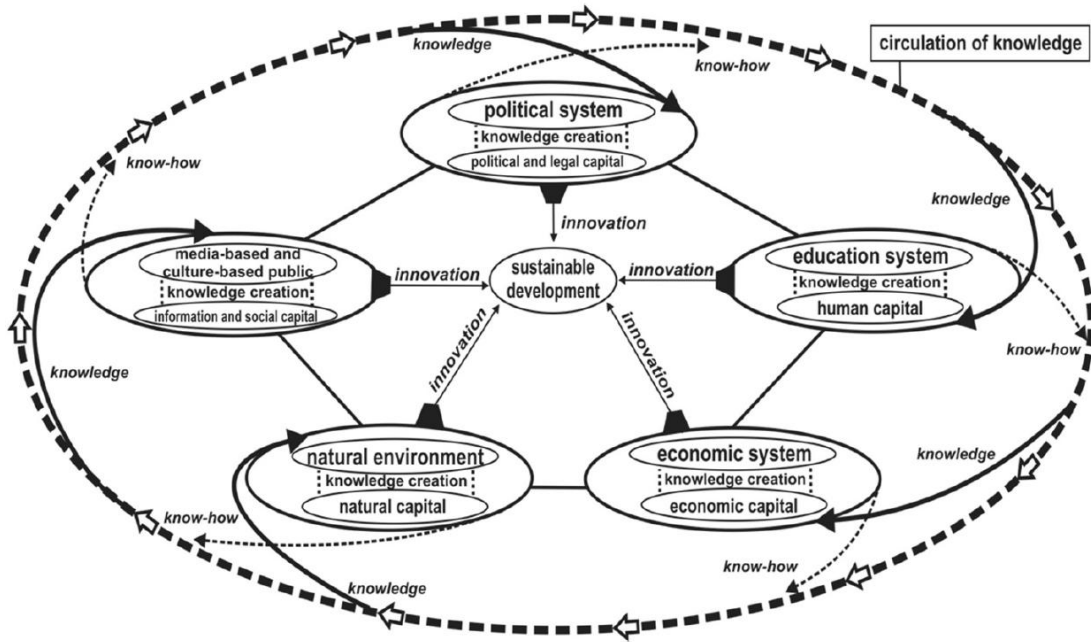 knowledge
circulation of knowledge
know-how
political system
knowledge creation
political and legal capital
know-how
knowledge
innovation
media-based and
culture-based public
knowledge creation
information and social capital
innovation
sustainable
development
innovation
education system
knowledge creation
human capital
know-how
knowledge
innovation
innovation
natural environment
knowledge creation
natural capital
economic system
knowledge creation
economic capital
knowledge
know-how
know-how
knowledge